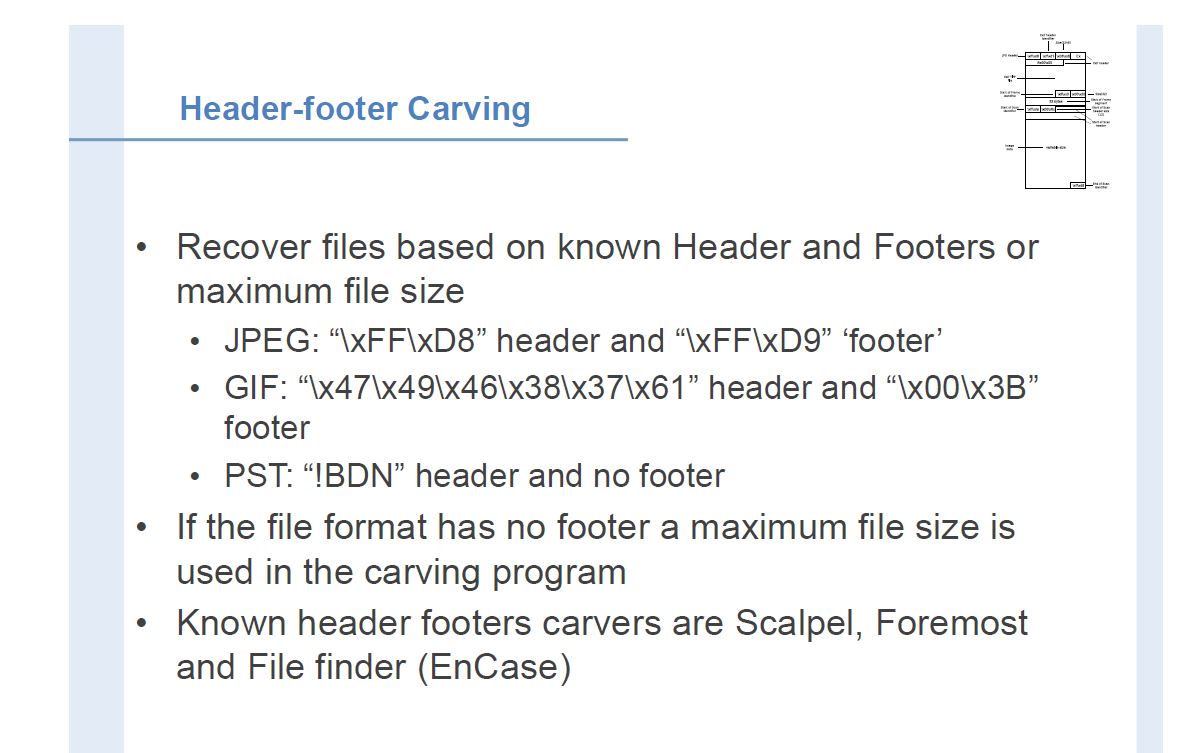 Header-footer Carving
• Recover files based on known Header and Footers or
maximum file size
• JPEG: “\xFF\xD8” header and “\xFF\xD9” ‘footer’
• GIF: “\x47\x49\x46\x38\x37\x61” header and “\x00\x3B”
footer
• PST: “!BDN” header and no footer
• If the file format has no footer a maximum file size is
used in the carving program
• Known header footers carvers are Scalpel, Foremost
and File finder (EnCase)